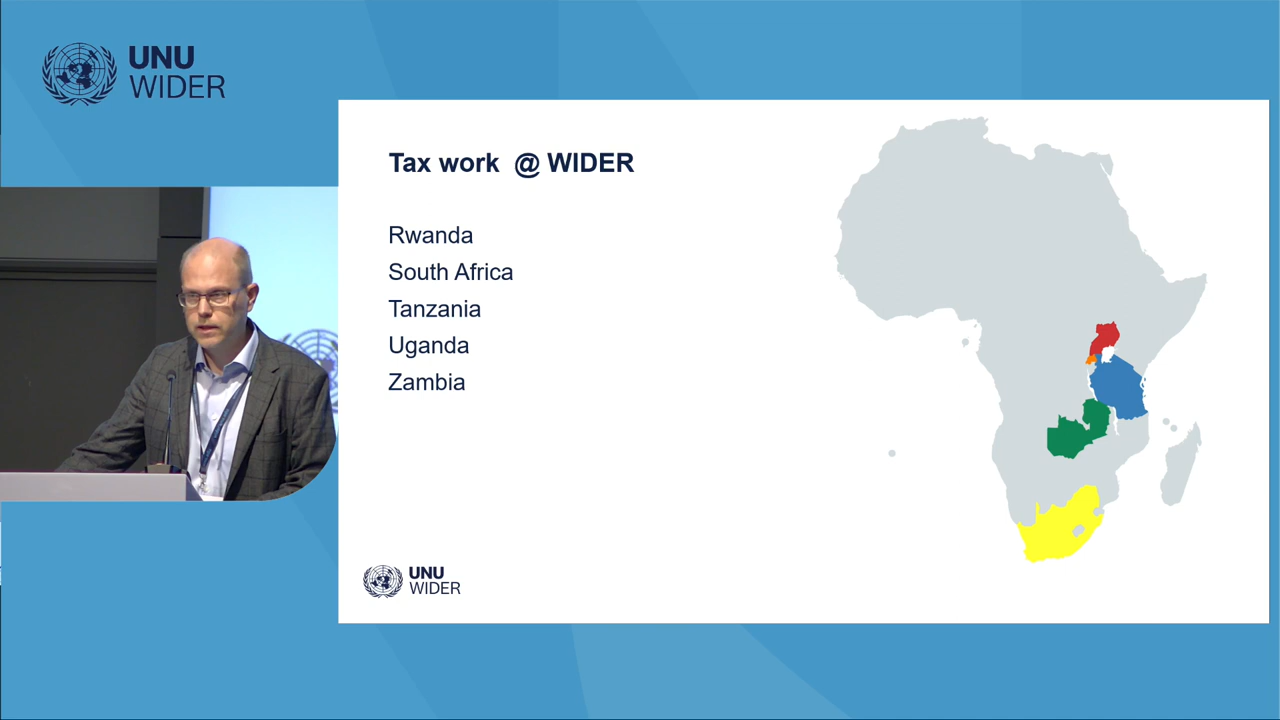 UNU
WIDER
Tax work @ WIDER
Rwanda
South Africa
Tanzania
Uganda
Zambia
UNU
WIDER